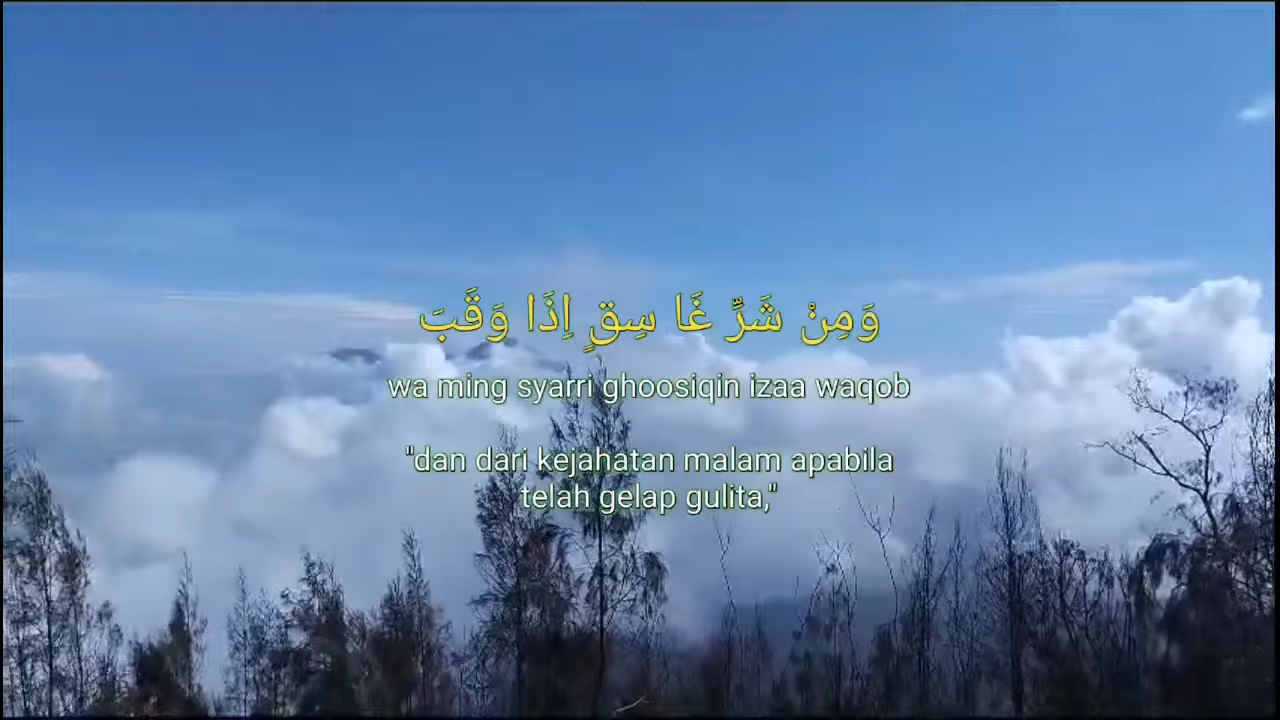 وَمِنْ شَرِّ غَا سِقٍ اِذَا وَقَبَ
wa ming syarri ghoosiqin izaa waqob
"dan dari kejahatan malam apabila
telah gelap gulita,"